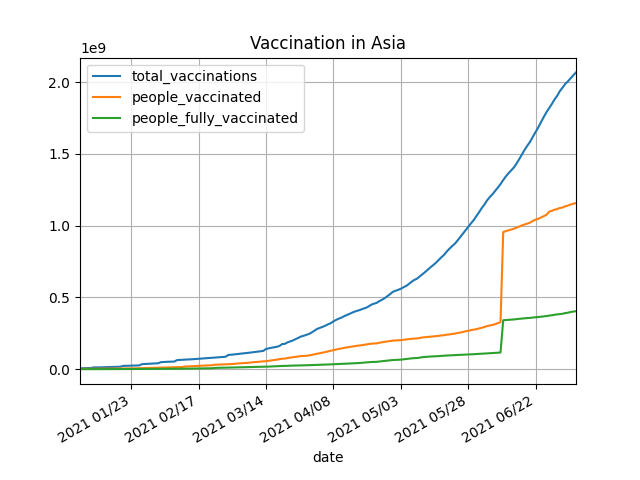 Vaccination in Asia
1e9
total_vaccinations
people_vaccinated
people_fully_vaccinated
2.0
1.5
1.0
0.5
0.0
2021 01/23
2021 02/17
2021 03/14
2021 04/08
2021 05/03
2021 05/28
2021 06/22
date